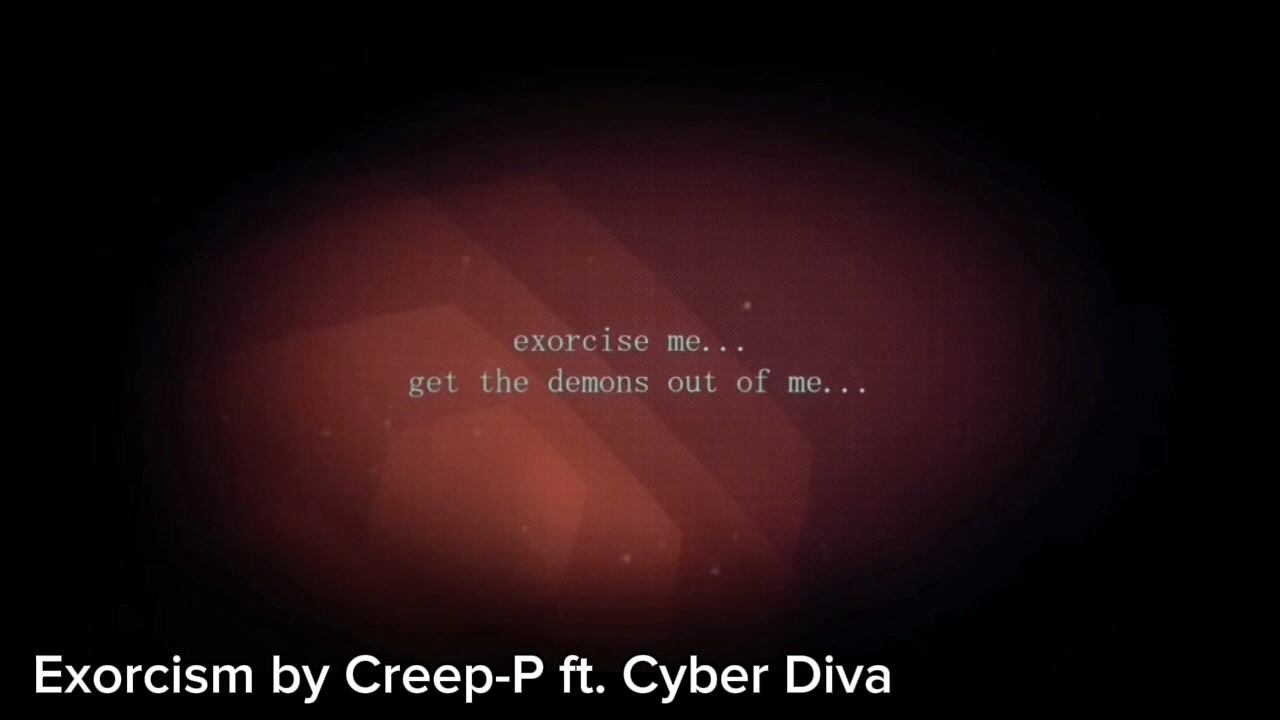 exorcise me...
get the demons out of me...
Exorcism by Creep-P ft. Cyber Diva